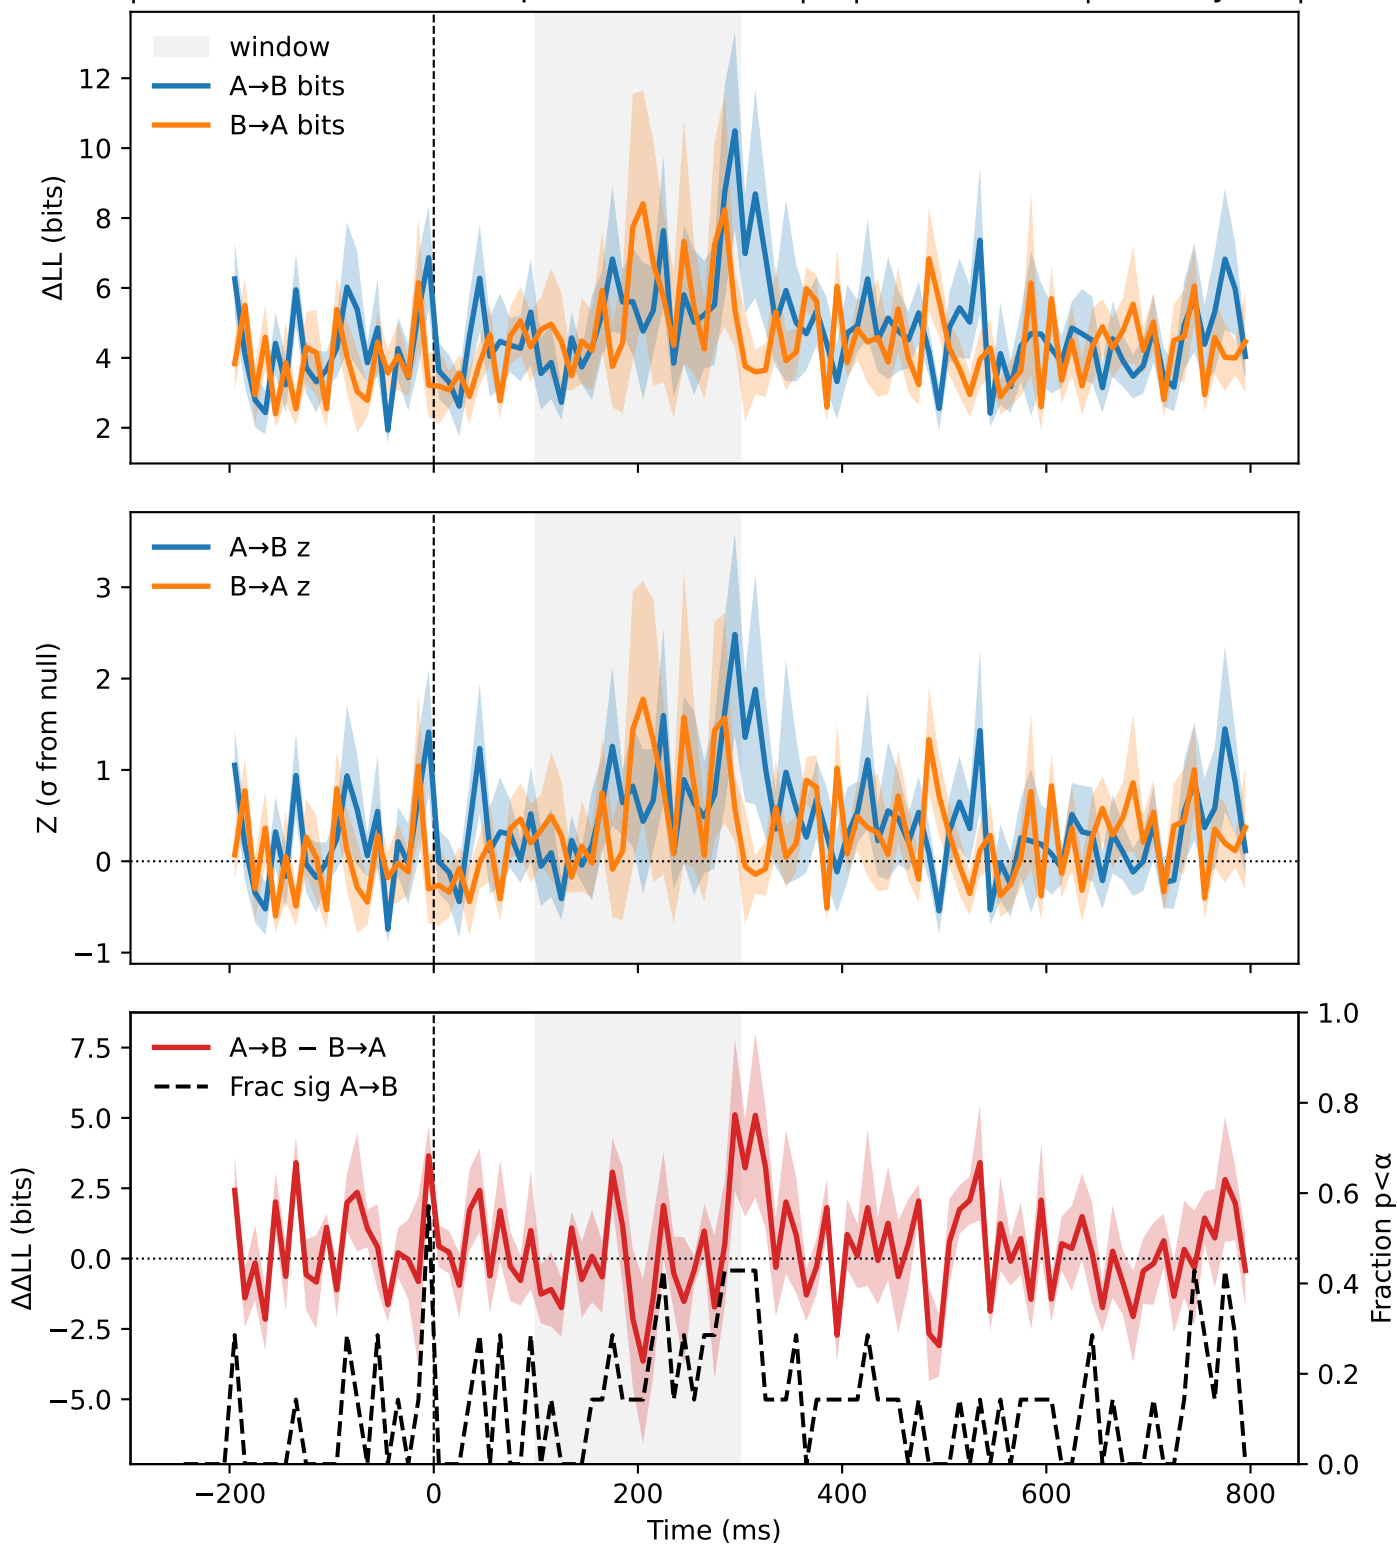 window
A→B bits
B→A bits
12
10
8
6
4
2
ΔLL (bits)
A→B z
B→A z
3
2
1
0
−1
Z (σ from null)
A→B − B→A
Frac sig A→B
7.5
5.0
2.5
0.0
−2.5
−5.0
ΔΔLL (bits)
1.0
0.8
0.6
0.4
0.2
0.0
Fraction p<α
−200 0 200 400 600 800
Time (ms)